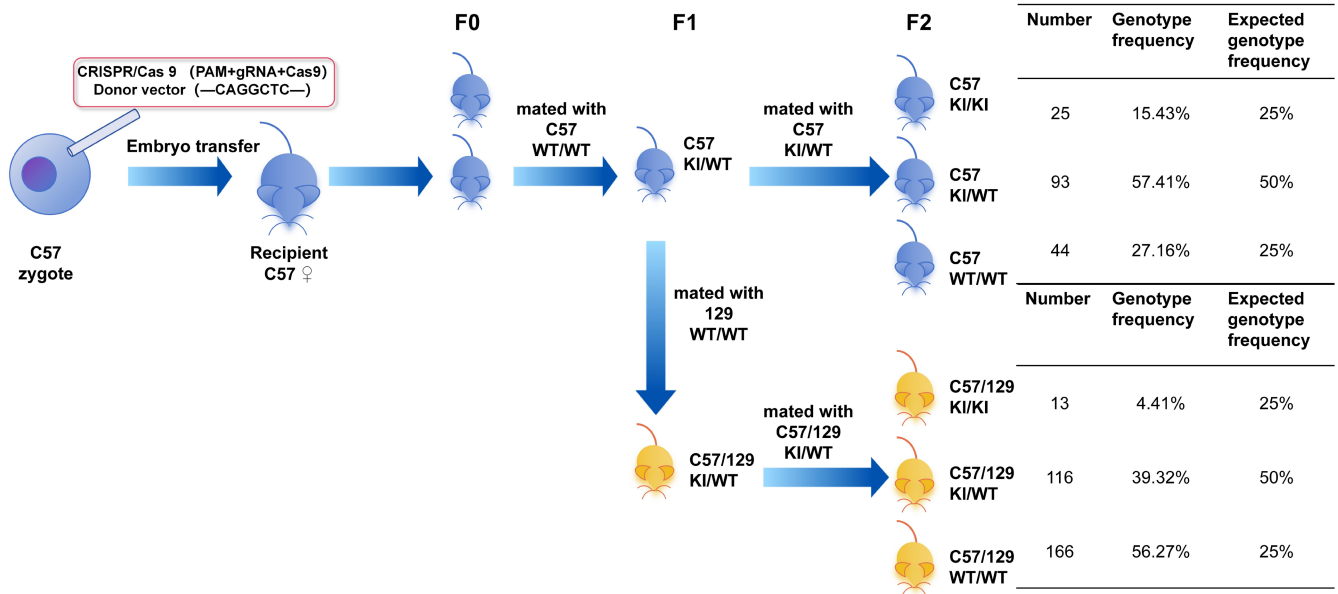 F0
F1
F2
CRISPR/Cas 9 (PAM+gRNA+Cas9)
Donor vector (—CAGGCTC—)
C57
zygote
Embryo transfer
Recipient
C57 ♀
mated with
C57
WT/WT
C57
KI/WT
mated with
C57
KI/WT
C57
KI/KI
C57
KI/WT
C57
WT/WT
Number Genotype frequency Expected genotype frequency
25 15.43% 25%
93 57.41% 50%
44 27.16% 25%
mated with
129
WT/WT
C57/129
KI/WT
mated with
C57/129
KI/WT
C57/129
KI/KI
C57/129
KI/WT
C57/129
WT/WT
Number Genotype frequency Expected genotype frequency
13 4.41% 25%
116 39.32% 50%
166 56.27% 25%